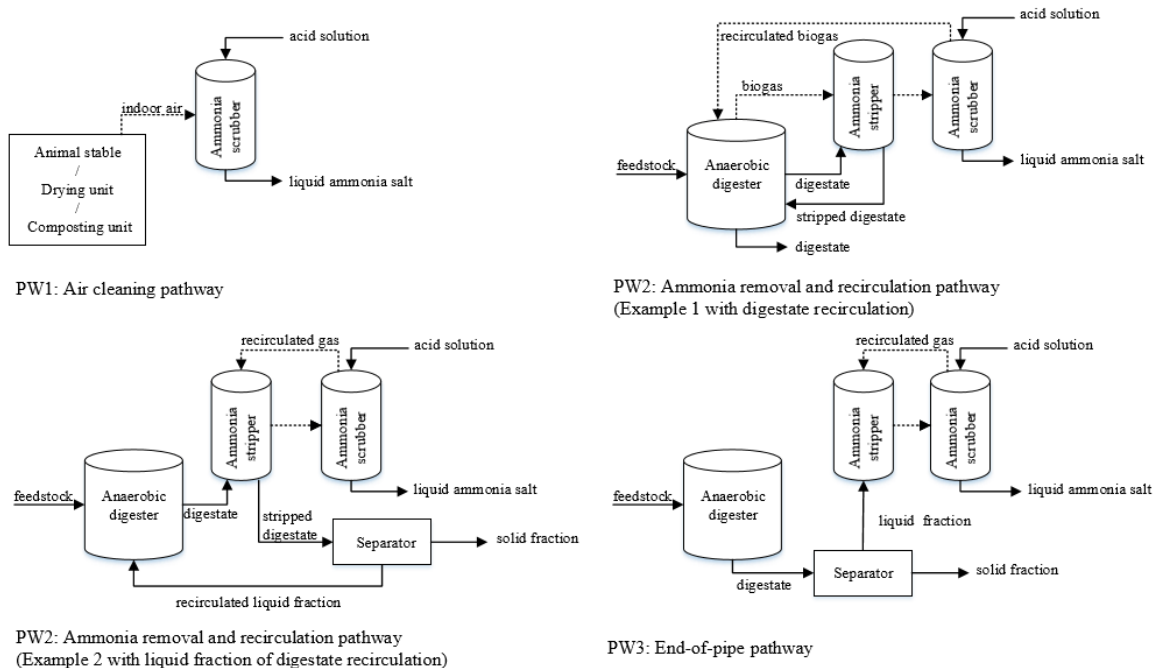 acid solution
indoor air
Ammonia
scrubber
Animal stable
/
Drying unit
/
Composting unit
liquid ammonia salt
PW1: Air cleaning pathway
acid solution
recirculated biogas
biogas
Ammonia
stripper
Ammonia
scrubber
feedstock
Anaerobic
digester
digestate
liquid ammonia salt
stripped digestate
digestate
PW2: Ammonia removal and recirculation pathway
(Example 1 with digestate recirculation)
recirculated gas
acid solution
Ammonia
stripper
Ammonia
scrubber
feedstock
Anaerobic
digester
digestate
liquid ammonia salt
stripped
digestate
Separator
solid fraction
recirculated liquid fraction
PW2: Ammonia removal and recirculation pathway
(Example 2 with liquid fraction of digestate recirculation)
recirculated gas
acid solution
Ammonia
stripper
Ammonia
scrubber
feedstock
Anaerobic
digester
liquid ammonia salt
liquid fraction
digestate
Separator
solid fraction
PW3: End-of-pipe pathway